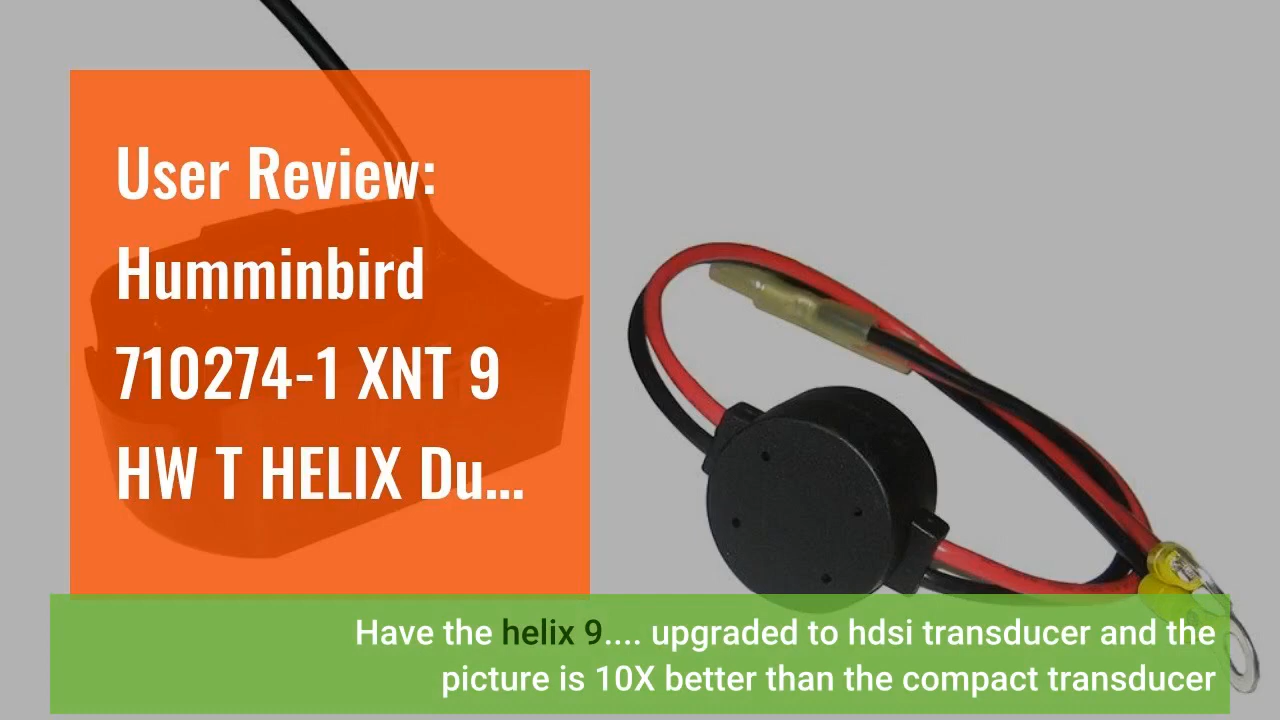 User Review:
Humminbird
710274-1 XNT 9
HW T HELIX Du...
Have the helix 9.... upgraded to hdsi transducer and the
picture is 10X better than the compact transducer